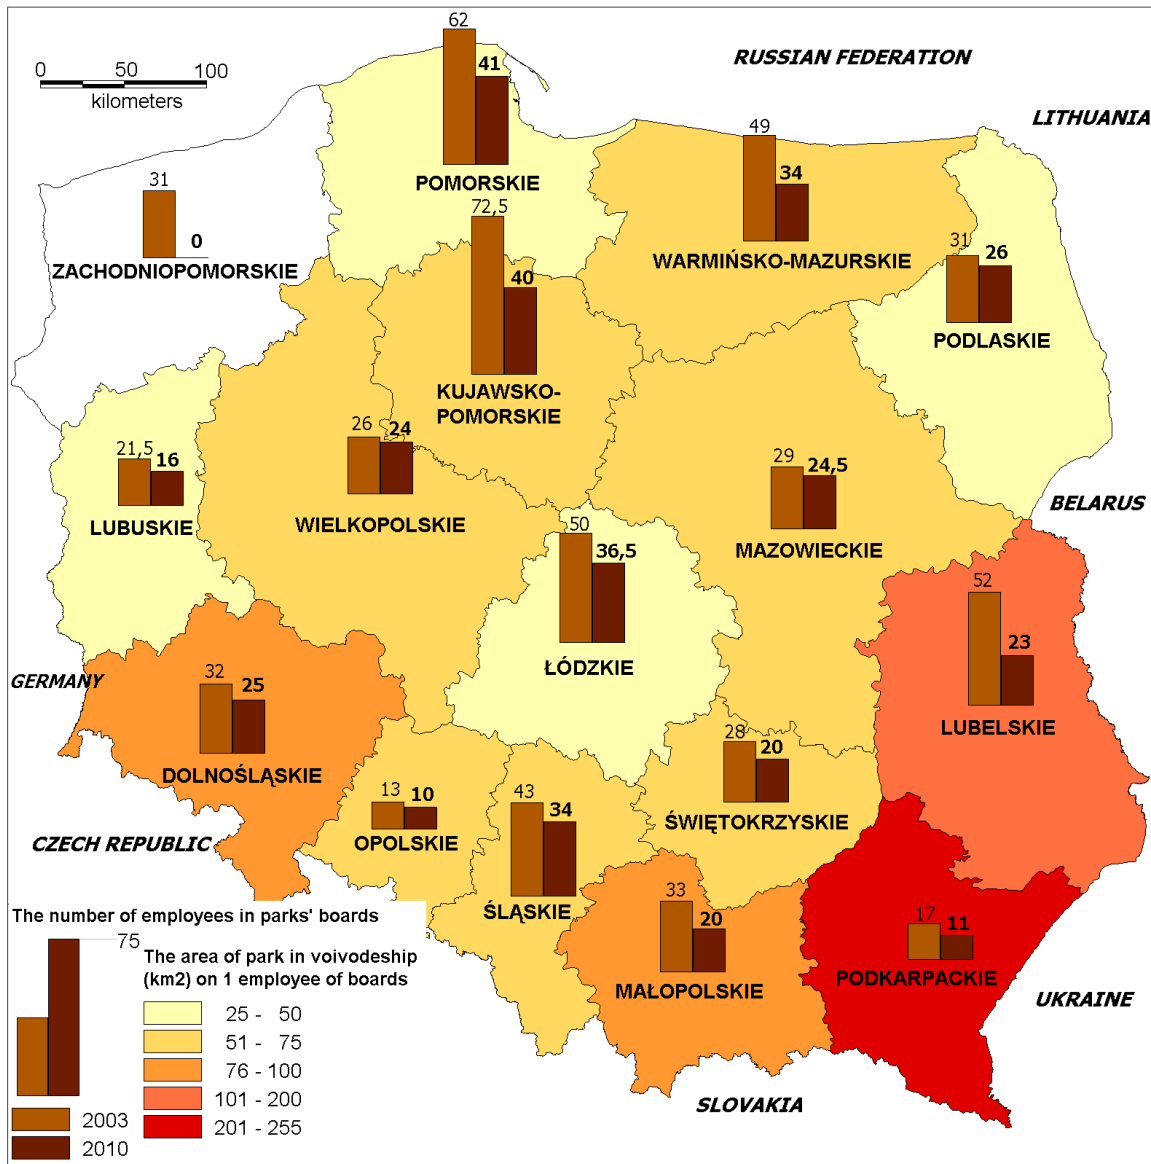 62
RUSSIAN FEDERATION
0 50 100
kilometers
41
LITHUANIA
49
34
POMORSKIE
31
0
72,5
ZACHODNIOPOMORSKIE
WARMIŃSKO-MAZURSKIE
31
26
40
PODLASKIE
KUJAWSKO-
POMORSKIE
26
24
21,5
16
29
24,5
BELARUS
LUBUSKIE
WIELKOPOLSKIE
50
36,5
MAZOWIECKIE
52
23
ŁÓDZKIE
GERMANY
32
25
LUBELSKIE
28
20
DOLNOŚLĄSKIE
13
10
43
34
ŚWIĘTOKRZYSKIE
CZECH REPUBLIC
OPOLSKIE
33
20
ŚLĄSKIE
17
11
PODKARPACKIE
MAŁOPOLSKIE
UKRAINE
SLOVAKIA
The number of employees in parks' boards
75
The area of park in voivodeship
(km2) on 1 employee of boards
25 - 50
51 - 75
76 - 100
101 - 200
201 - 255
2003
2010